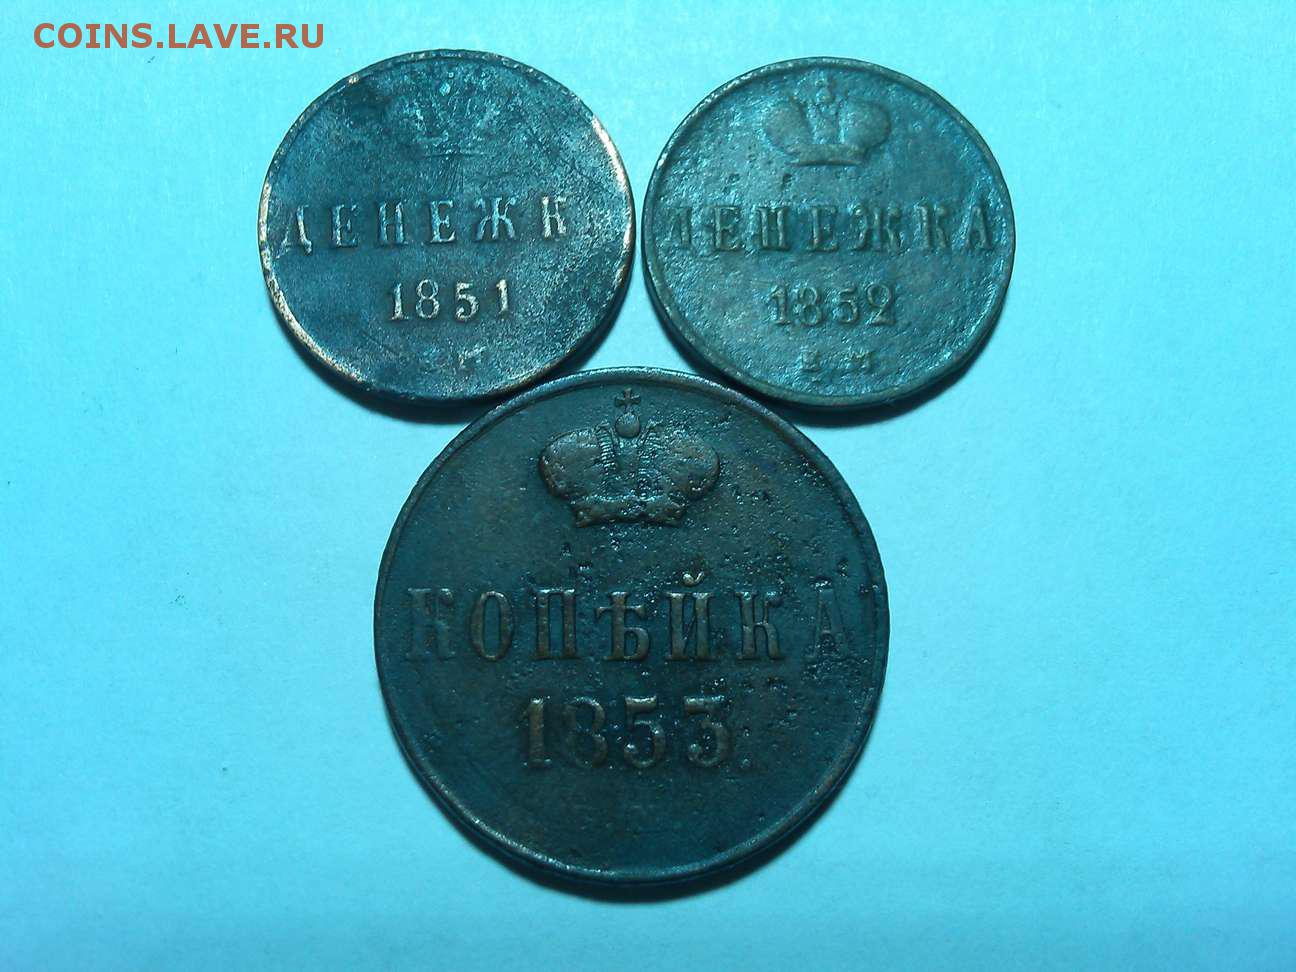 COINS.LAVE.RU
ДЕНЕЖК
1851
ДЕНЕЖКА
1852
Е М
КОПѢЙКА
1853.